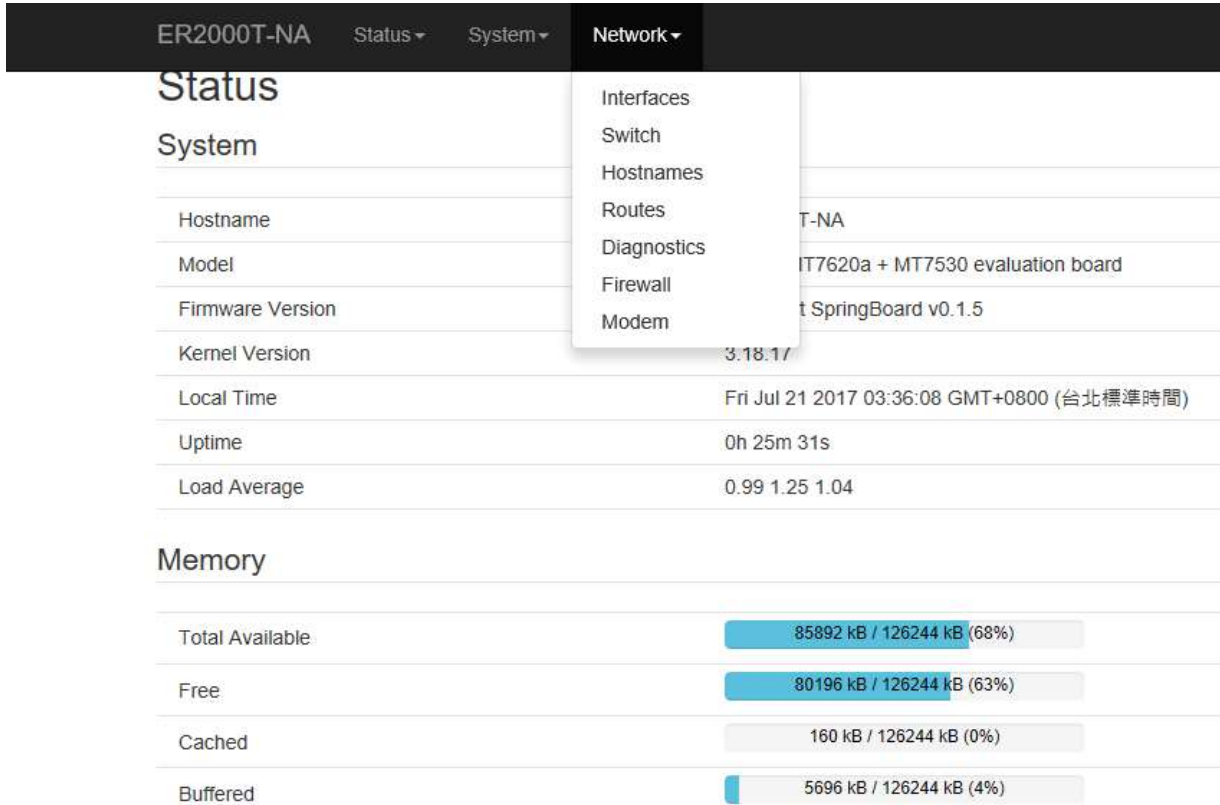 ER2000T-NA Status System Network
Status
Interfaces
System
Switch
Hostnames
Hostname
Routes
T-NA
Diagnostics
Model
T7620a + MT7530 evaluation board
Firewall
Firmware Version
t SpringBoard v0.1.5
Modem
Kernel Version 3.18.17
Local Time Fri Jul 21 2017 03:36:08 GMT+0800 (台北標準時間)
Uptime 0h 25m 31s
Load Average 0.99 1.25 1.04
Memory
Total Available 85892 kB / 126244 kB (68%)
Free 80196 kB / 126244 kB (63%)
Cached 160 kB / 126244 kB (0%)
Buffered 5696 kB / 126244 kB (4%)